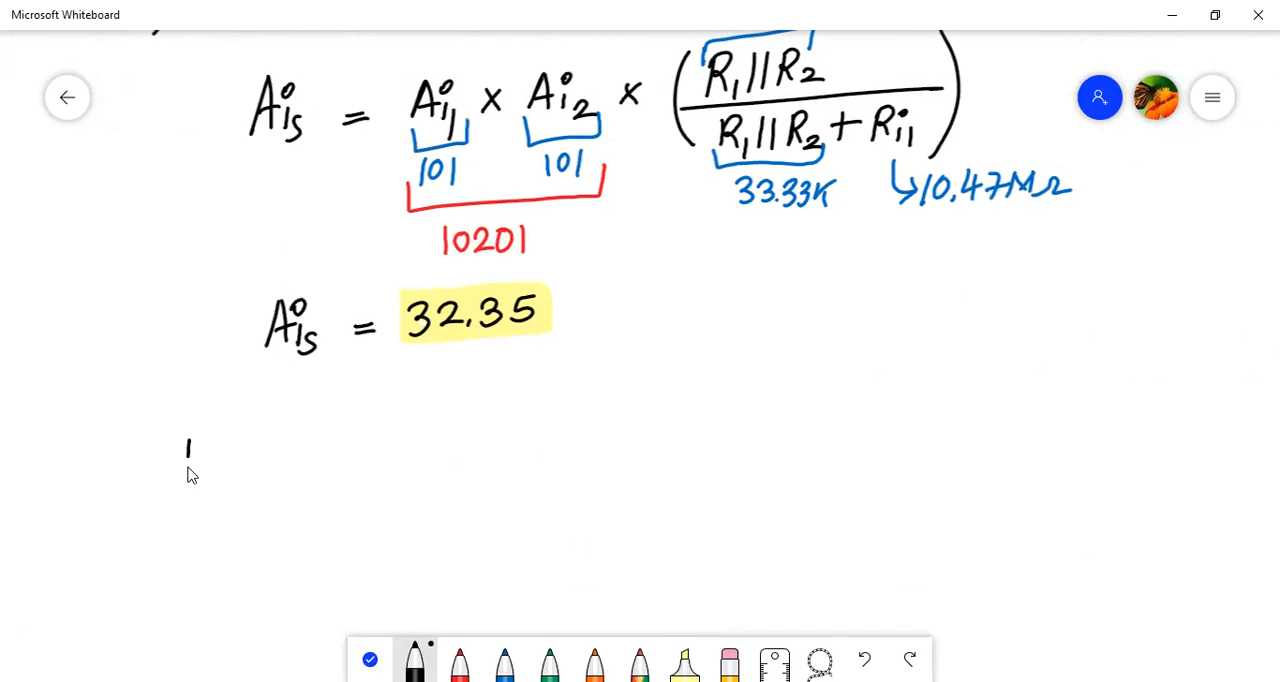 Microsoft Whiteboard
Ais = Ai1 × Ai2 × (R1||R2 / R1||R2 + Ri1)
101 101 33.33K 10.47MΩ
10201
Ais = 32.35